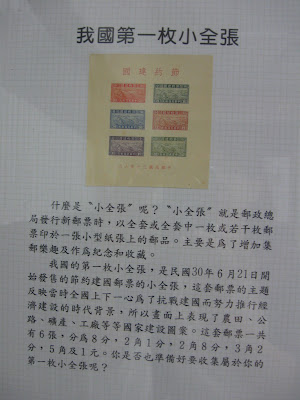 我國第一枚小全張
什麼是〝小全張〞呢？〝小全張〞就是郵政總
局發行新郵票時，以全套或全套中一枚或若干枚郵
票印於一張小型紙張上的郵品。主要是為了增加集
郵樂趣及作為紀念和收藏。
我國的第一枚小全張，是民國30年6月21日開
始發售的節約建國郵票的小全張，這套郵票的主題
反映當時全國上下一心為了抗戰建國而努力推行經
濟建設的時代背景，所以畫面上表現了農田、公
路、礦產、工廠等等國家建設圖案。這套郵票一共
有6張，分為8分，2角1分，2角8分，3角2
分，5角及1元。你是否也準備好要收集屬於你的
第一枚小全張呢？